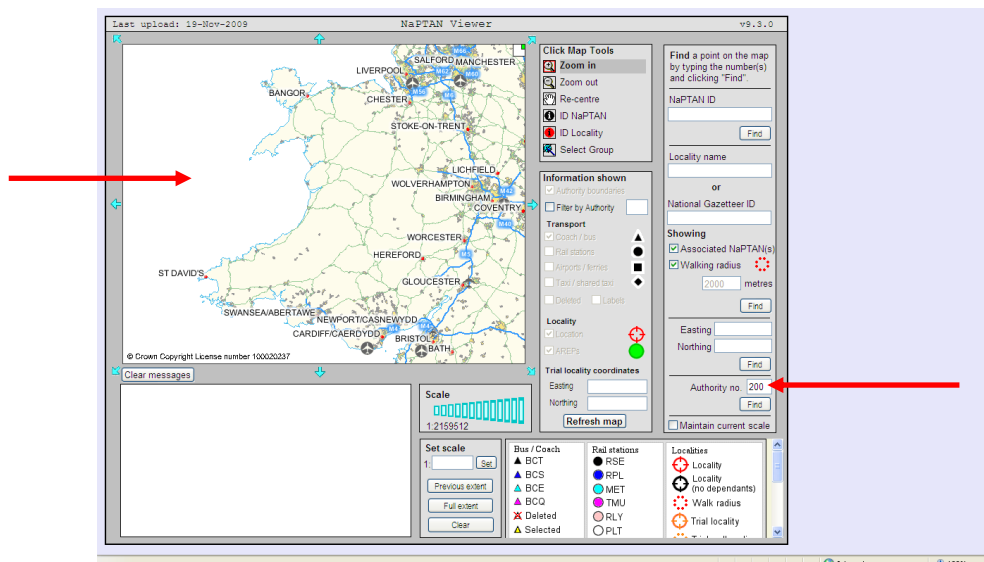 Last upload: 19-Nov-2009 NaPTAN Viewer v9.3.0
SALFORD MANCHESTER
LIVERPOOL
M62
M60
BANGOR
M56
CHESTER
STOKE-ON-TRENT
LICHFIELD
WOLVERHAMPTON
M42
BIRMINGHAM
COVENTRY
M40
WORCESTER
HEREFORD
M5
ST DAVID'S
GLOUCESTER
SWANSEA/ABERTAWE
NEWPORT/CASNEWYDD
CARDIFF/CAERDYDD
M4
BRISTOL
BATH
© Crown Copyright License number 100020237
Clear messages
Click Map Tools
Zoom in
Zoom out
Re-centre
ID NaPTAN
ID Locality
Select Group
Information shown
Authority boundaries
Filter by Authority
Transport
Coach / bus
Rail stations
Airports / ferries
Taxi / shared taxi
Deleted Labels
Locality
Location
AREPs
Trial locality coordinates
Easting
Northing
Refresh map
Find a point on the map
by typing the number(s)
and clicking "Find".
NaPTAN ID
Find
Locality name
or
National Gazetteer ID
Showing
Associated NaPTAN(s)
Walking radius
2000 metres
Find
Easting
Northing
Find
Authority no. 200
Find
Maintain current scale
Scale
1:2159512
Set scale
1: Set
Previous extent
Full extent
Clear
Bus / Coach
BCT
BCS
BCE
BCQ
Deleted
Selected
Rail stations
RSE
RPL
MET
TMU
RLY
PLT
Localities
Locality
Locality
(no dependants)
Walk radius
Trial locality